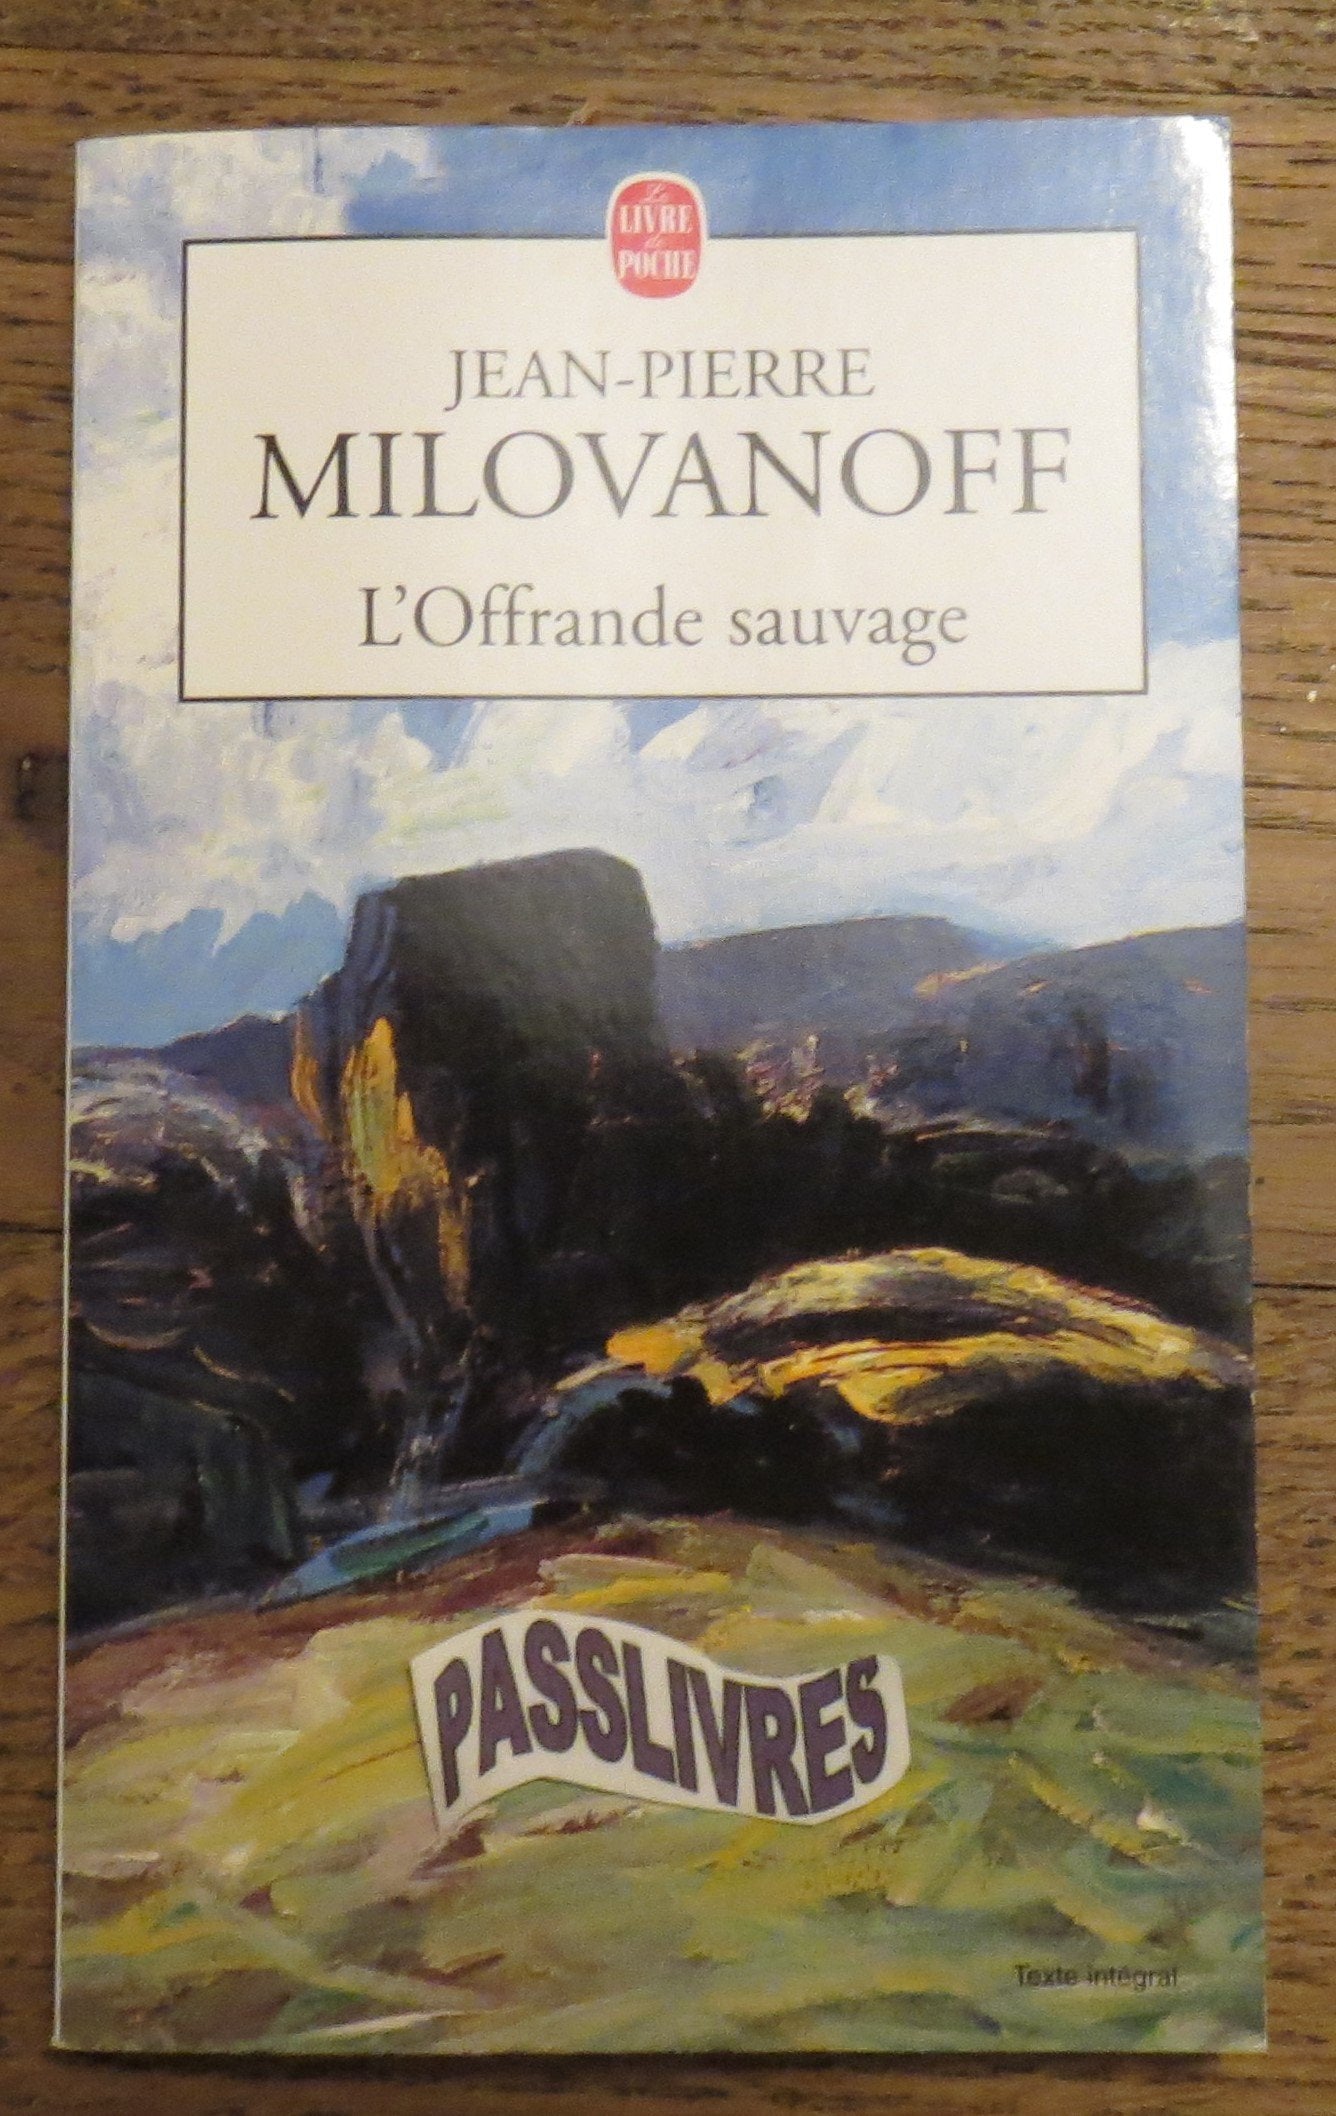 Le
LIVRE
de
POCHE
JEAN-PIERRE
MILOVANOFF
L'Offrande sauvage
PASSLIVRES
Texte intégral